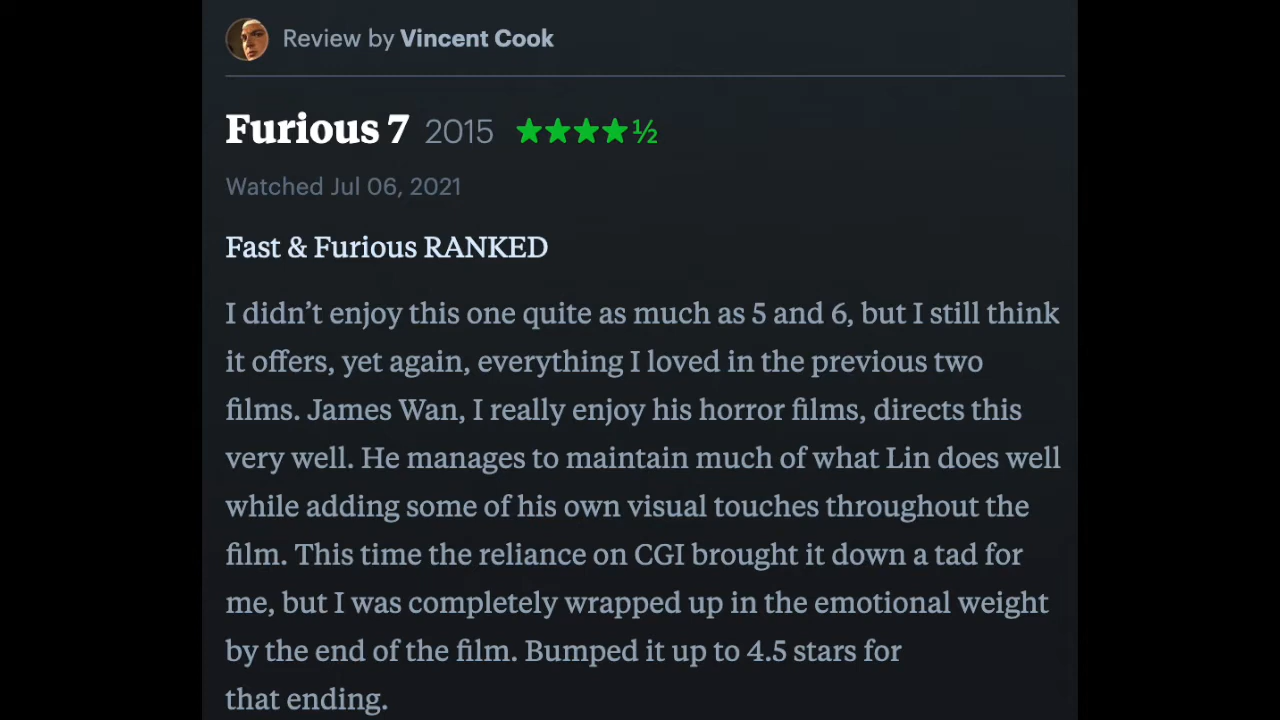 Review by Vincent Cook
Furious 7 2015 ★★★★½
Watched Jul 06, 2021
Fast & Furious RANKED
I didn’t enjoy this one quite as much as 5 and 6, but I still think
it offers, yet again, everything I loved in the previous two
films. James Wan, I really enjoy his horror films, directs this
very well. He manages to maintain much of what Lin does well
while adding some of his own visual touches throughout the
film. This time the reliance on CGI brought it down a tad for
me, but I was completely wrapped up in the emotional weight
by the end of the film. Bumped it up to 4.5 stars for
that ending.